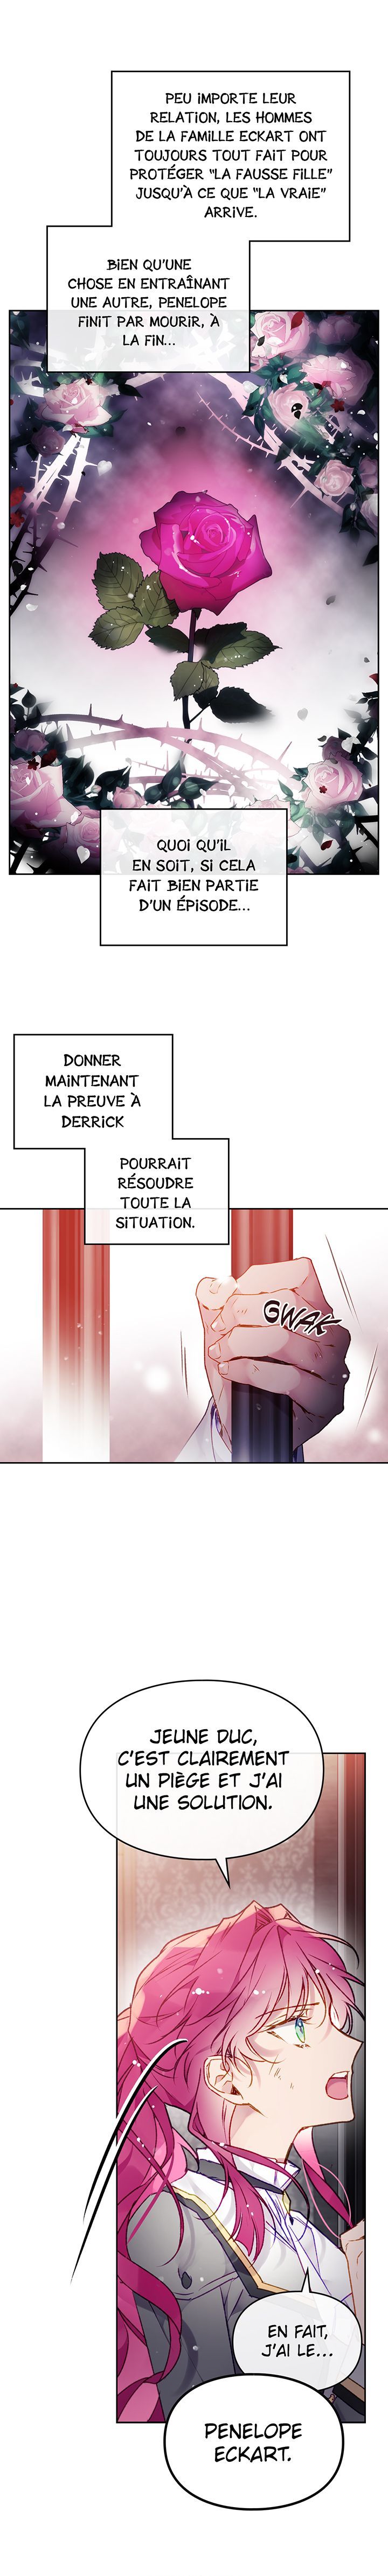 PEU IMPORTE LEUR
RELATION, LES HOMMES
DE LA FAMILLE ECKART ONT
TOUJOURS TOUT FAIT POUR
PROTÉGER "LA FAUSSE FILLE"
JUSQU'À CE QUE "LA VRAIE"
ARRIVE.
BIEN QU'UNE
CHOSE EN ENTRAÎNANT
UNE AUTRE, PENELOPE
FINIT PAR MOURIR, À
LA FIN...
QUOI QU'IL
EN SOIT, SI CELA
FAIT BIEN PARTIE
D'UN ÉPISODE...
DONNER
MAINTENANT
LA PREUVE À
DERRICK
POURRAIT
RÉSOUDRE
TOUTE LA
SITUATION.
GWAK
JEUNE DUC,
C'EST CLAIREMENT
UN PIÈGE ET J'AI
UNE SOLUTION.
EN FAIT,
J'AI LE...
PENELOPE
ECKART.